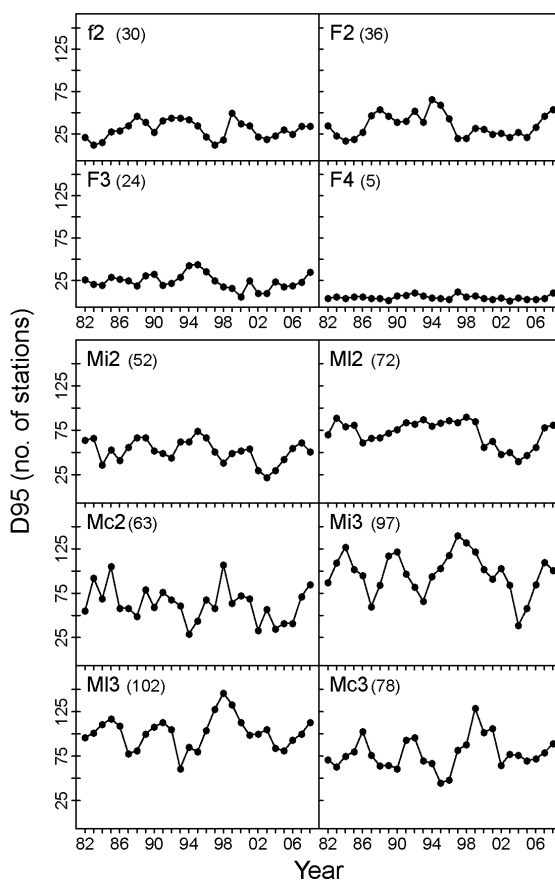 f2 (30)
F2 (36)
125
75
25
F3 (24)
F4 (5)
125
75
25
82 86 90 94 98 02 06
82 86 90 94 98 02 06
Mi2 (52)
Ml2 (72)
125
75
25
Mc2 (63)
Mi3 (97)
125
75
25
Ml3 (102)
Mc3 (78)
125
75
25
82 86 90 94 98 02 06
82 86 90 94 98 02 06
D95 (no. of stations)
Year